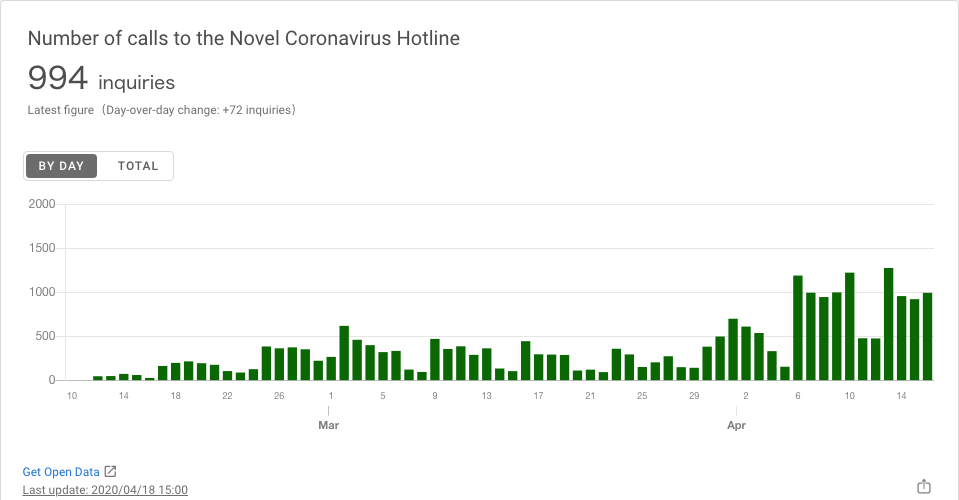 Number of calls to the Novel Coronavirus Hotline
994 inquiries
Latest figure（Day-over-day change: +72 inquiries）
BY DAY TOTAL
2000
1500
1000
500
0
10 14 18 22 26 1 5 9 13 17 21 25 29 2 6 10 14
Mar Apr
Get Open Data
Last update: 2020/04/18 15:00